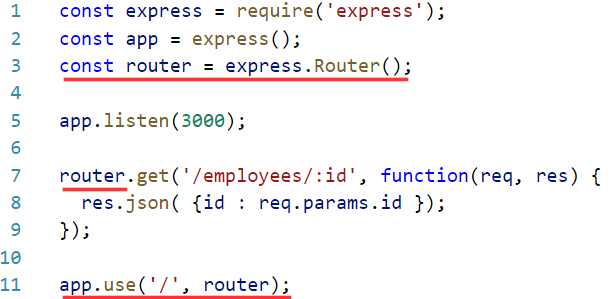 1 const express = require('express');
2 const app = express();
3 const router = express.Router();
4
5 app.listen(3000);
6
7 router.get('/employees/:id', function(req, res) {
8   res.json( {id : req.params.id });
9 });
10
11 app.use('/', router);